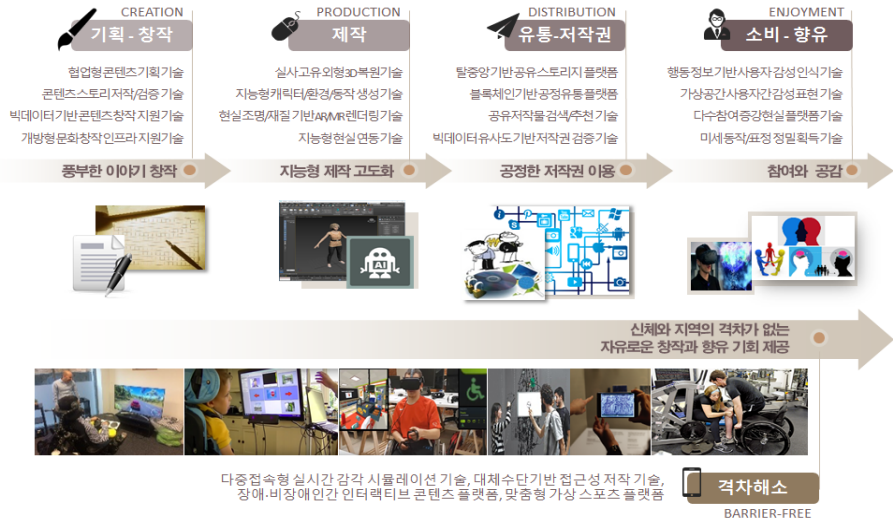 CREATION
기획 - 창작
협업형 콘텐츠 기획 기술
콘텐츠 스토리 저작/검증 기술
빅데이터 기반 콘텐츠 창작 지원 기술
개방형 문화 창작 인프라 지원 기술
풍부한 이야기 창작
PRODUCTION
제작
실사 고유 외형 3D 복원 기술
지능형 캐릭터/환경/동작 생성 기술
현실 조명/재질 기반 AR/MR 렌더링 기술
지능형 현실 연동 기술
지능형 제작 고도화
DISTRIBUTION
유통-저작권
탈중앙 기반 공유 스토리지 플랫폼
블록체인 기반 공정 유통 플랫폼
공유저작물 검색/추천 기술
빅데이터 유사도 기반 저작권 검증 기술
공정한 저작권 이용
ENJOYMENT
소비 - 향유
행동정보 기반 사용자 감성 인식 기술
가상공간 사용자간 감성 표현 기술
다수 참여 증강현실 플랫폼 기술
미세 동작/표정 정밀 획득 기술
참여와 공감
AI
신체와 지역의 격차가 없는
자유로운 창작과 향유 기회 제공
다중접속형 실시간 감각 시뮬레이션 기술, 대체수단기반 접근성 저작 기술,
장애·비장애인간 인터랙티브 콘텐츠 플랫폼, 맞춤형 가상 스포츠 플랫폼
격차해소
BARRIER-FREE